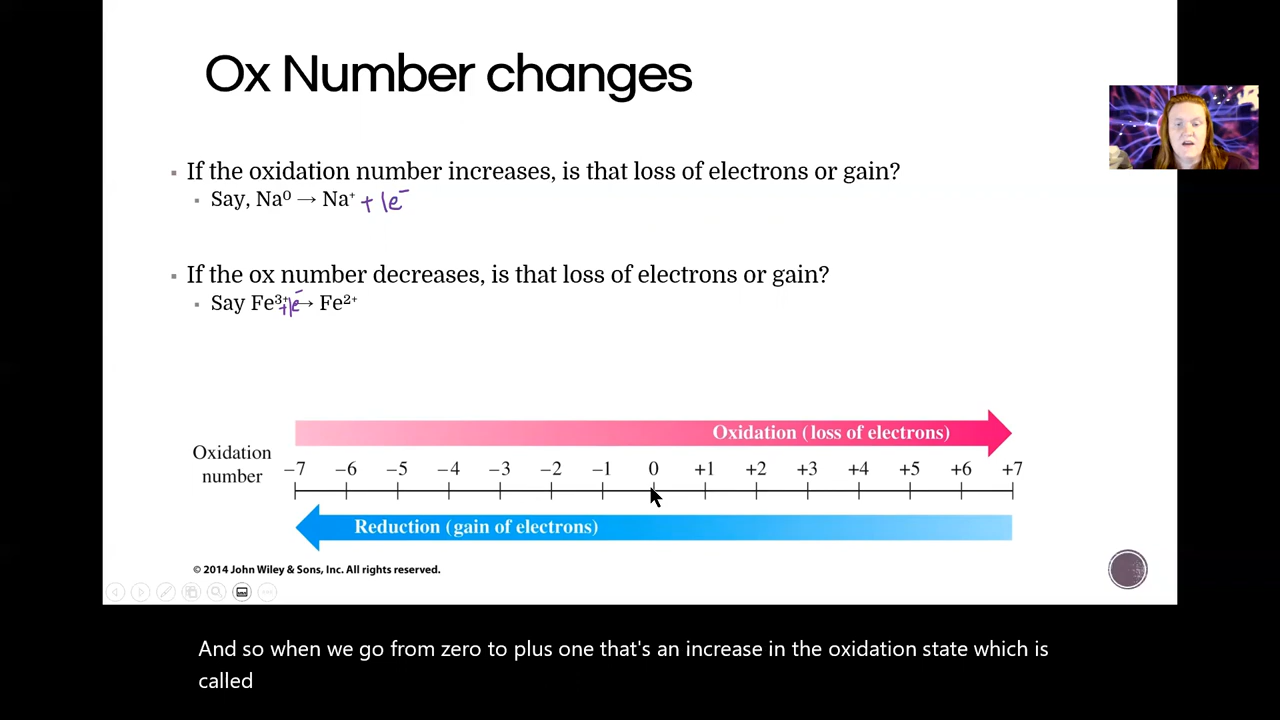 Ox Number changes
▪ If the oxidation number increases, is that loss of electrons or gain?
▪ Say, Na⁰ → Na⁺ + 1e⁻
▪ If the ox number decreases, is that loss of electrons or gain?
▪ Say Fe³⁺ +1e⁻ → Fe²⁺
Oxidation (loss of electrons)
Oxidation
number
−7 −6 −5 −4 −3 −2 −1 0 +1 +2 +3 +4 +5 +6 +7
Reduction (gain of electrons)
© 2014 John Wiley & Sons, Inc. All rights reserved.
And so when we go from zero to plus one that's an increase in the oxidation state which is
called